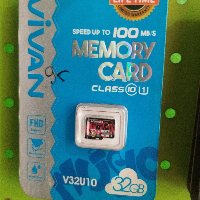 LIFE TIME
SPEED UP TO 100 MB/S
MEMORY
CARD
CLASS 10 1
ViVAN
FHD
V32U10
32GB